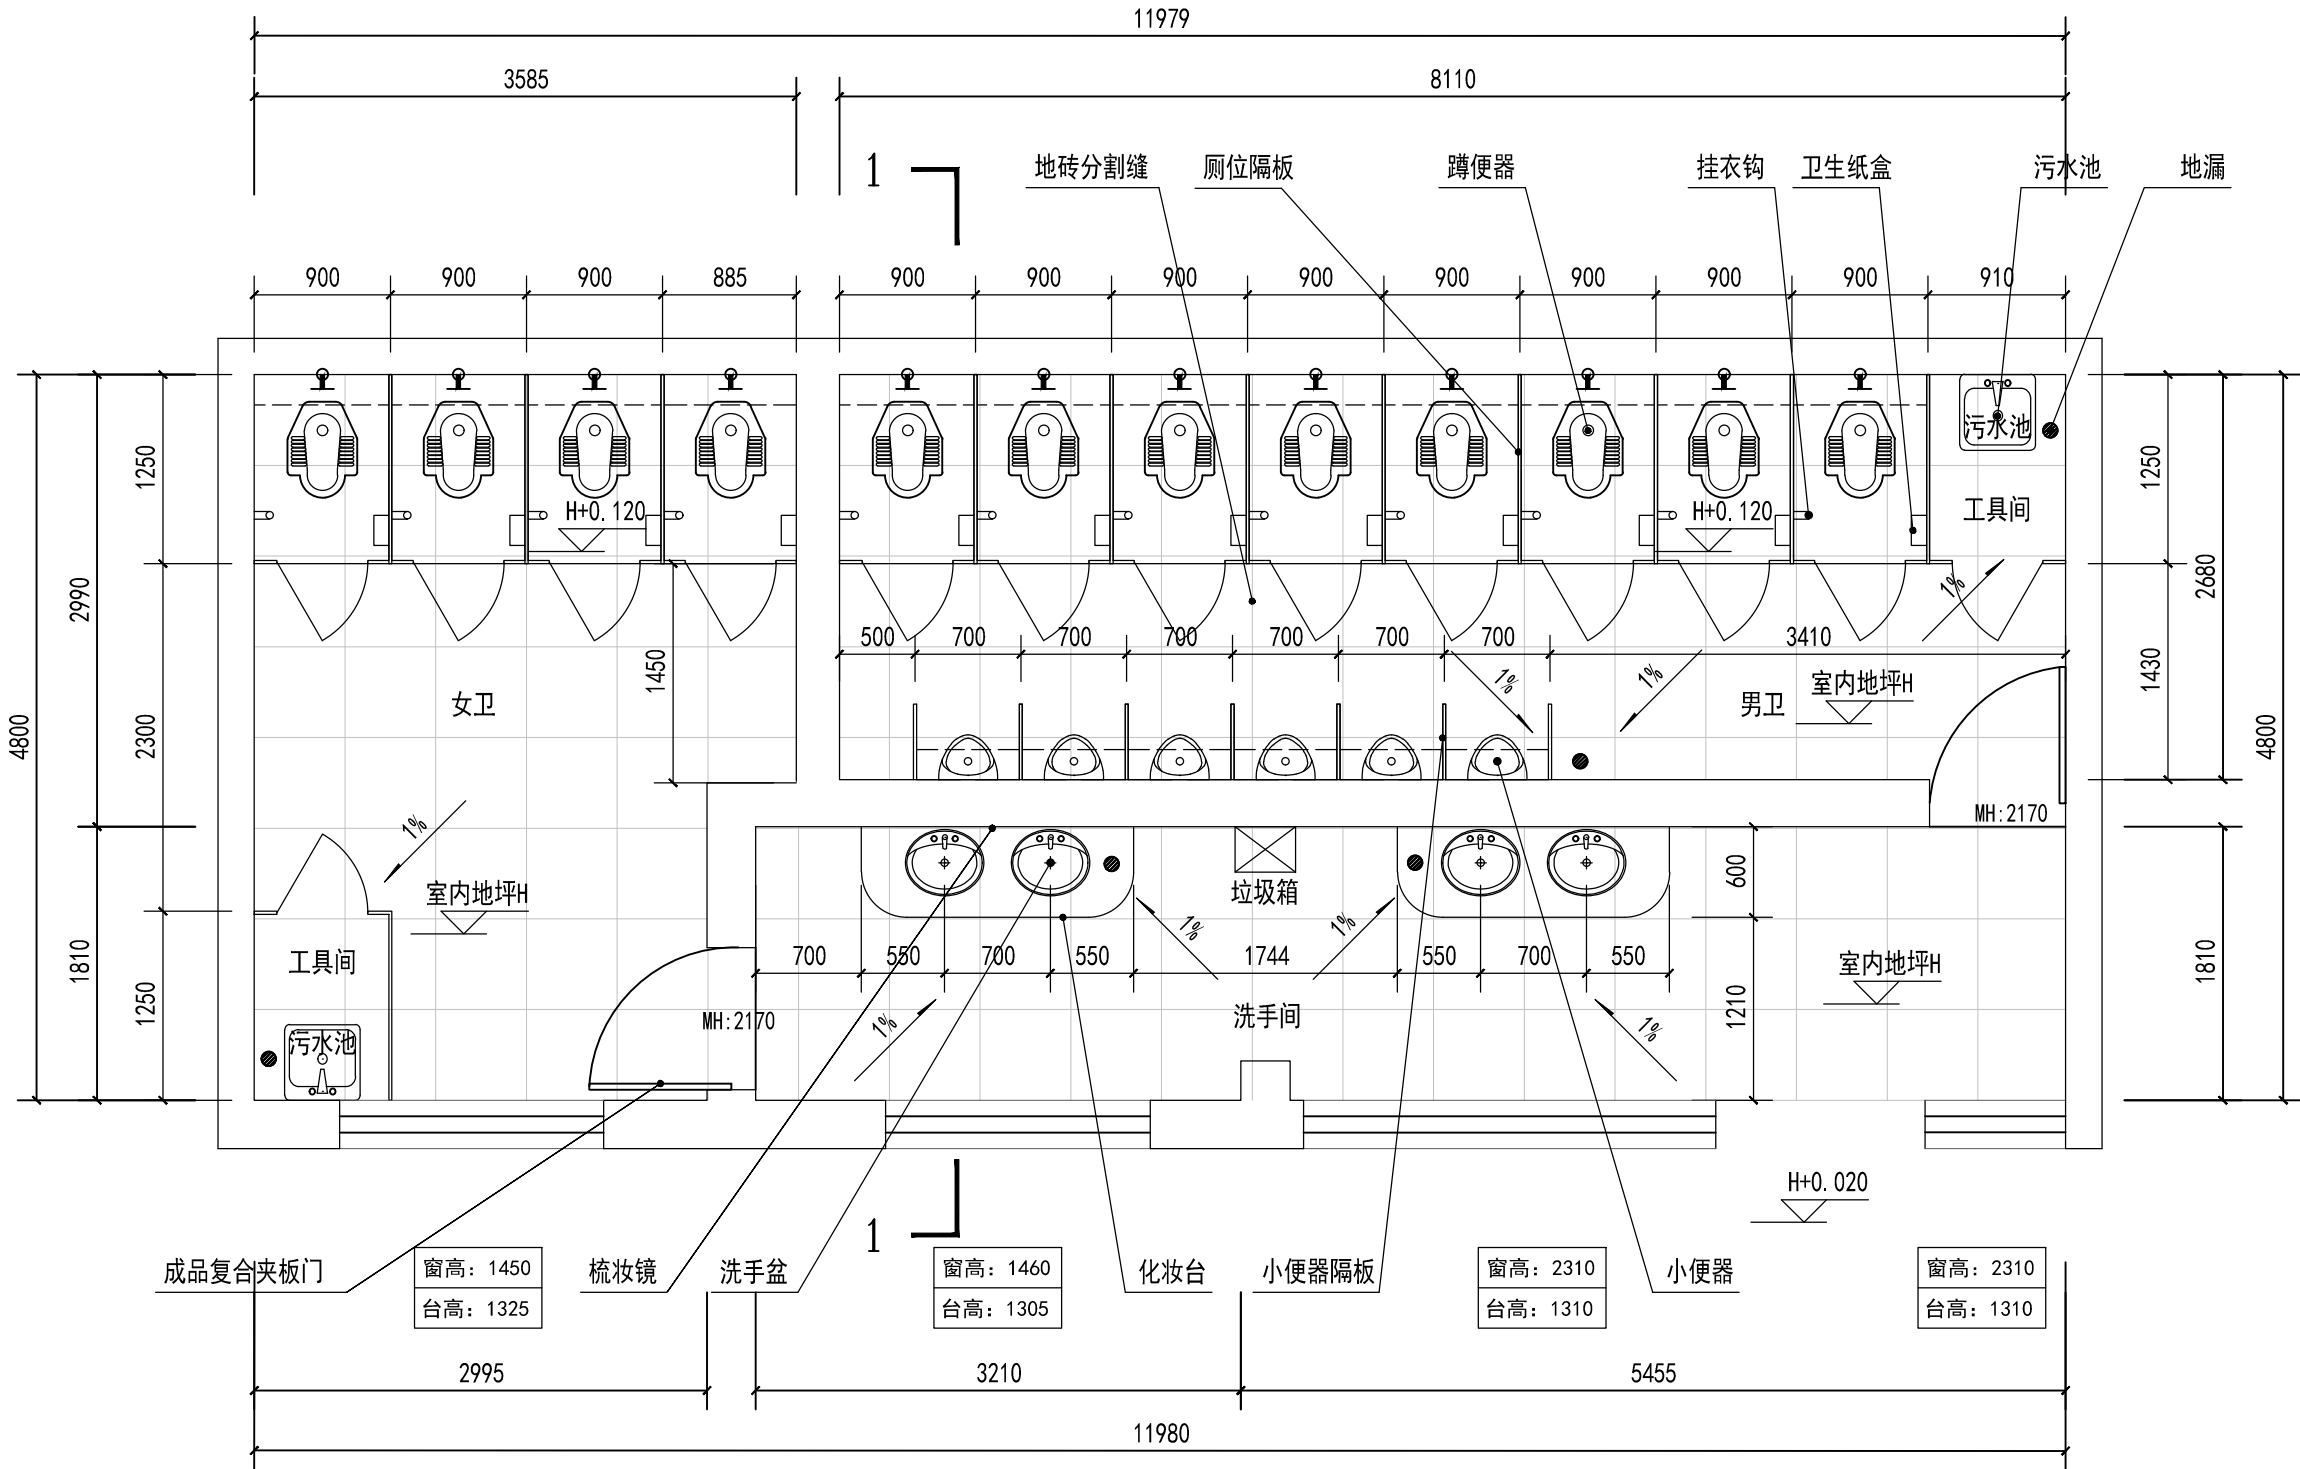 11979
3585
8110
1
地砖分割缝
厕位隔板
蹲便器
挂衣钩
卫生纸盒
污水池
地漏
900
900
900
885
900
900
900
900
900
900
900
900
910
污水池
1250
H+0.120
H+0.120
工具间
1250
2990
2680
1%
500
700
700
700
700
700
700
3410
1450
1430
1%
1%
室内地坪H
女卫
男卫
4800
2300
4800
MH:2170
1%
室内地坪H
垃圾箱
600
1%
1%
工具间
1810
700
550
700
550
1744
550
700
550
室内地坪H
1810
1250
1210
污水池
MH:2170
1%
洗手间
1%
H+0.020
1
成品复合夹板门
窗高：1450
台高：1325
梳妆镜
洗手盆
窗高：1460
台高：1305
化妆台
小便器隔板
窗高：2310
台高：1310
小便器
窗高：2310
台高：1310
2995
3210
5455
11980